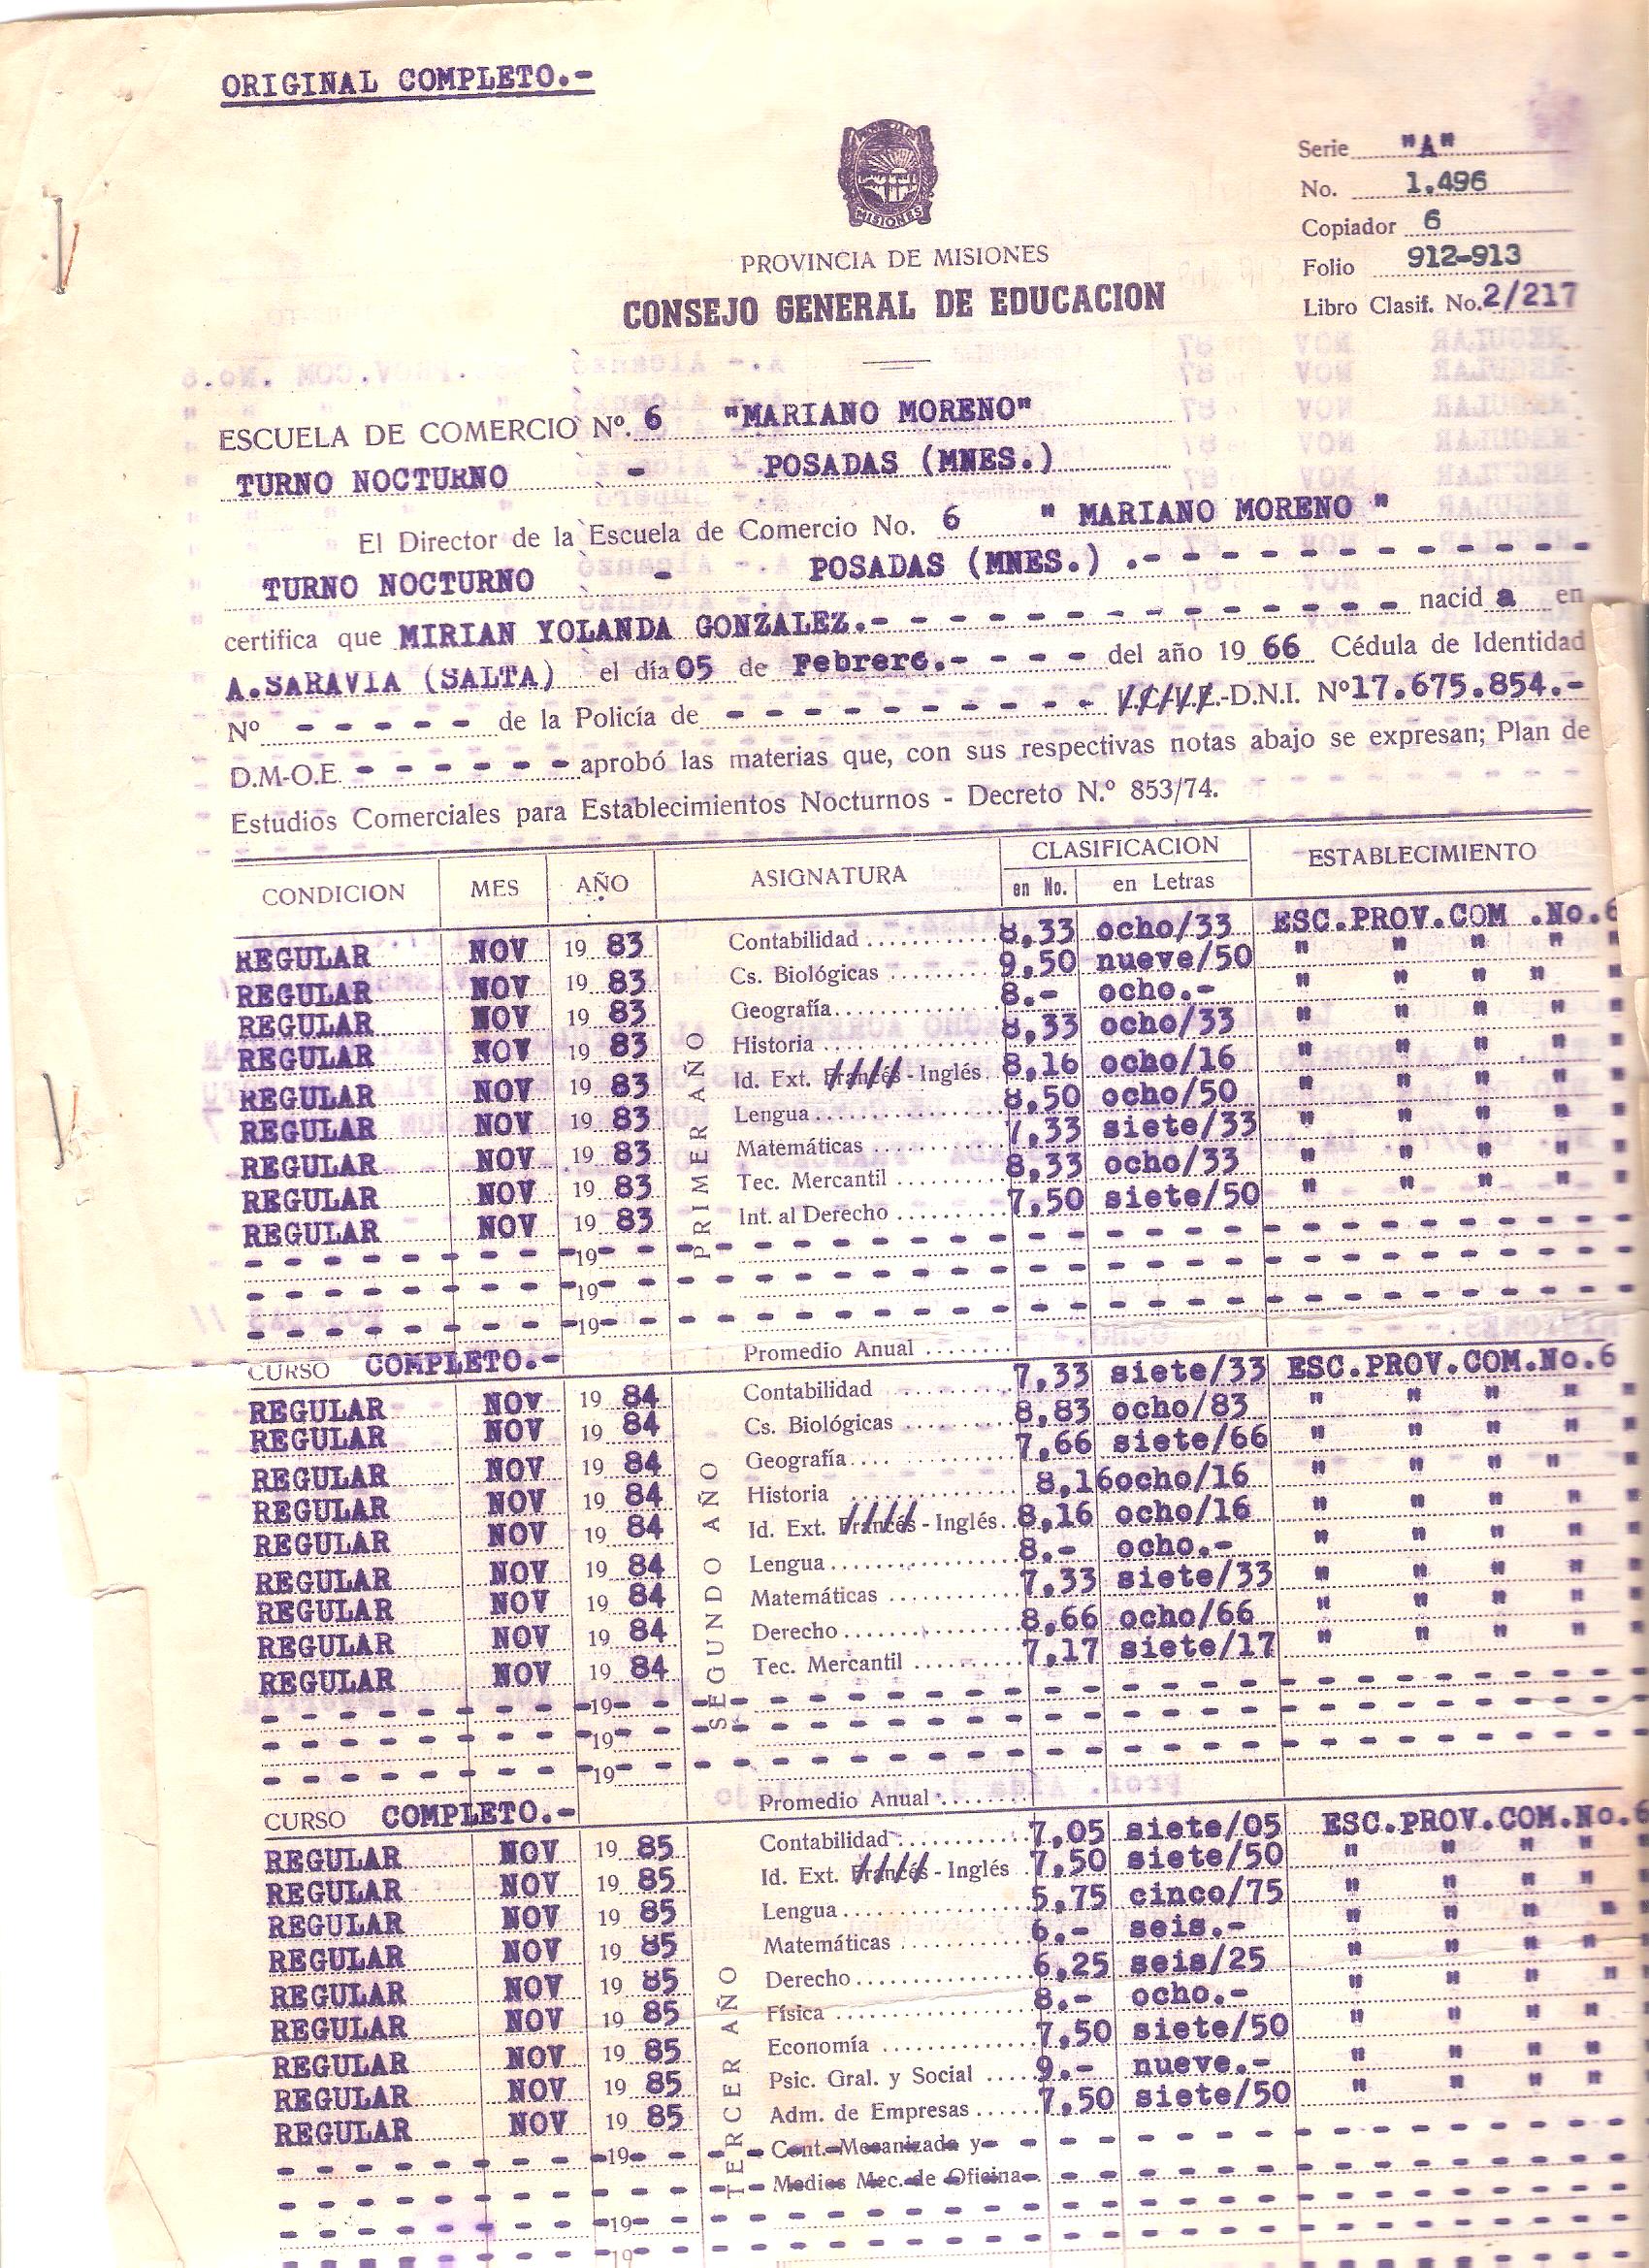 ORIGINAL COMPLETO.-
PROVINCIA DE
MISIONES
Serie "A"
No. 1.496
Copiador 6
Folio 912-913
Libro Clasif. No. 2/217
PROVINCIA DE MISIONES
CONSEJO GENERAL DE EDUCACION
ESCUELA DE COMERCIO Nº. 6 "MARIANO MORENO"
TURNO NOCTURNO - POSADAS (MNES.)
El Director de la Escuela de Comercio No. 6 " MARIANO MORENO "
TURNO NOCTURNO - POSADAS (MNES.) .- - - - - - - - - - - -
certifica que MIRIAN YOLANDA GONZALEZ.- - - - - - - - - - - - - nacid a en
A.SARAVIA (SALTA) el día 05 de Febrero.- - - - - del año 19 66 Cédula de Identidad
Nº - - - - - de la Policía de - - - - - - - - - - -D.N.I. Nº 17.675.854.-
D.M-O.E. - - - - - - aprobó las materias que, con sus respectivas notas abajo se expresan; Plan de
Estudios Comerciales para Establecimientos Nocturnos - Decreto N.º 853/74.
CONDICION MES AÑO ASIGNATURA CLASIFICACION en No. en Letras ESTABLECIMIENTO
PRIMER AÑO
REGULAR NOV 19 83 Contabilidad 8,33 ocho/33 ESC.PROV.COM .No.6
REGULAR NOV 19 83 Cs. Biológicas 9,50 nueve/50 " " " " "
REGULAR NOV 19 83 Geografía 8.- ocho.- " " " " "
REGULAR NOV 19 83 Historia 8,33 ocho/33 " " " " "
REGULAR NOV 19 83 Id. Ext. Francés - Inglés 8,16 ocho/16 " " " " "
REGULAR NOV 19 83 Lengua 8,50 ocho/50 " " " " "
REGULAR NOV 19 83 Matemáticas 7,33 siete/33 " " " " "
REGULAR NOV 19 83 Tec. Mercantil 8,33 ocho/33 " " " " "
REGULAR NOV 19 83 Int. al Derecho 7,50 siete/50 " " " " "
19
19
19
CURSO COMPLETO.- Promedio Anual
SEGUNDO AÑO
REGULAR NOV 19 84 Contabilidad 7,33 siete/33 ESC.PROV.COM.No.6
REGULAR NOV 19 84 Cs. Biológicas 8,83 ocho/83 " " " " "
REGULAR NOV 19 84 Geografía 7,66 siete/66 " " " " "
REGULAR NOV 19 84 Historia 8,16 ocho/16 " " " " "
REGULAR NOV 19 84 Id. Ext. Francés - Inglés 8,16 ocho/16 " " " " "
REGULAR NOV 19 84 Lengua 8.- ocho.- " " " " "
REGULAR NOV 19 84 Matemáticas 7,33 siete/33 " " " " "
REGULAR NOV 19 84 Derecho 8,66 ocho/66 " " " " "
REGULAR NOV 19 84 Tec. Mercantil 7,17 siete/17 " " " " "
19
19
19
CURSO COMPLETO.- Promedio Anual
TERCER AÑO
REGULAR NOV 19 85 Contabilidad 7,05 siete/05 ESC.PROV.COM.No.6
REGULAR NOV 19 85 Id. Ext. Francés - Inglés 7,50 siete/50 " " " " "
REGULAR NOV 19 85 Lengua 5,75 cinco/75 " " " " "
REGULAR NOV 19 85 Matemáticas 6.- seis.- " " " " "
REGULAR NOV 19 85 Derecho 6,25 seis/25 " " " " "
REGULAR NOV 19 85 Física 8.- ocho.- " " " " "
REGULAR NOV 19 85 Economía 7,50 siete/50 " " " " "
REGULAR NOV 19 85 Psic. Gral. y Social 9.- nueve.- " " " " "
REGULAR NOV 19 85 Adm. de Empresas 7,50 siete/50 " " " " "
19 Cont. Mecanizada y
Medios Mec. de Oficina
19
19